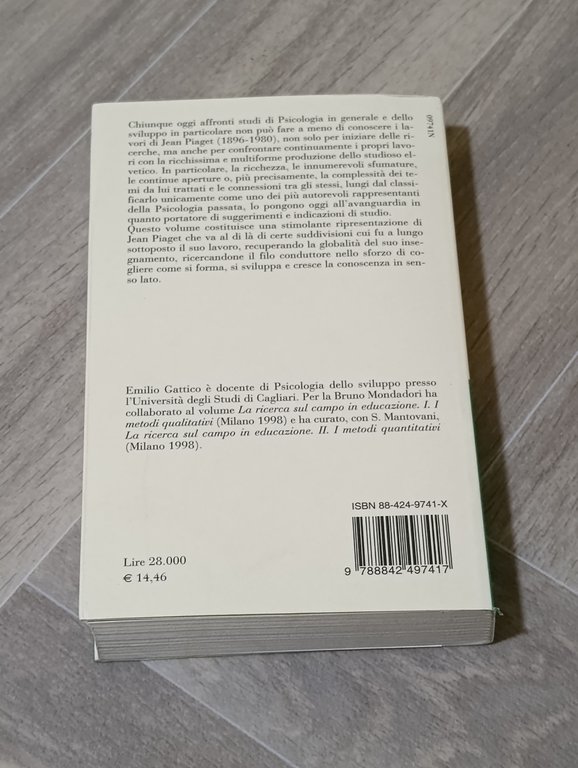 Chiunque oggi affronti studi di Psicologia in generale e dello
sviluppo in particolare non può fare a meno di conoscere i la-
vori di Jean Piaget (1896-1980), non solo per iniziare delle ri-
cerche, ma anche per confrontare continuamente i propri lavo-
ri con la ricchissima e multiforme produzione dello studioso el-
vetico. In particolare, la ricchezza, le innumerevoli sfumature,
le continue aperture o, più precisamente, la complessità dei te-
mi da lui trattati e le connessioni tra gli stessi, lungi dal classi-
ficarlo unicamente come uno dei più autorevoli rappresentanti
della Psicologia passata, lo pongono oggi all'avanguardia in
quanto portatore di suggerimenti e indicazioni di studio.
Questo volume costituisce una stimolante ripresentazione di
Jean Piaget che va al di là di certe suddivisioni cui fu a lungo
sottoposto il suo lavoro, recuperando la globalità del suo inse-
gnamento, ricercandone il filo conduttore nello sforzo di co-
gliere come si forma, si sviluppa e cresce la conoscenza in sen-
so lato.
09741N
Emilio Gattico è docente di Psicologia dello sviluppo presso
l'Università degli Studi di Cagliari. Per la Bruno Mondadori ha
collaborato al volume La ricerca sul campo in educazione. I. I
metodi qualitativi (Milano 1998) e ha curato, con S. Mantovani,
La ricerca sul campo in educazione. II. I metodi quantitativi
(Milano 1998).
ISBN 88-424-9741-X
9 788842 497417
Lire 28.000
€ 14,46